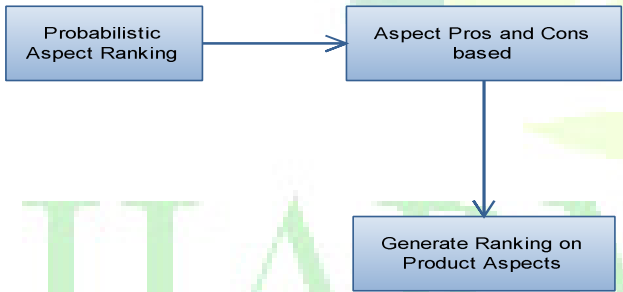 Probabilistic
Aspect Ranking
Aspect Pros and Cons
based
Generate Ranking on
Product Aspects